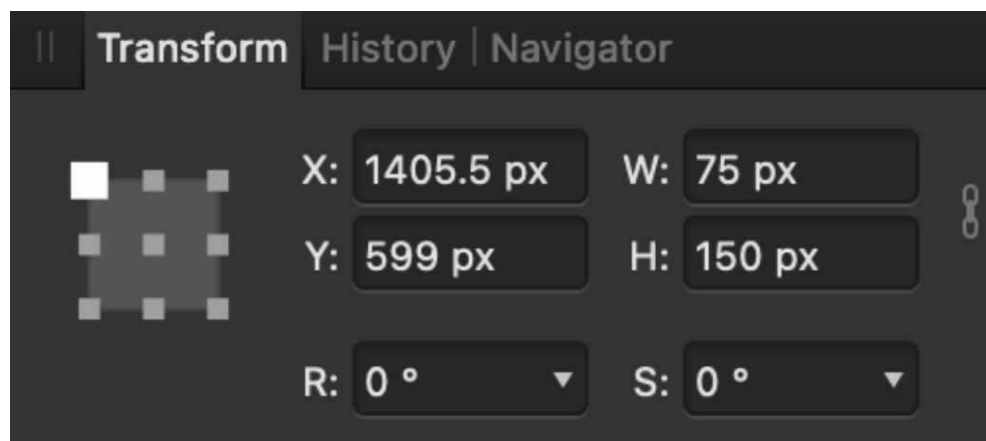 Transform History | Navigator
X: 1405.5 px W: 75 px
Y: 599 px H: 150 px
R: 0 ° S: 0 °